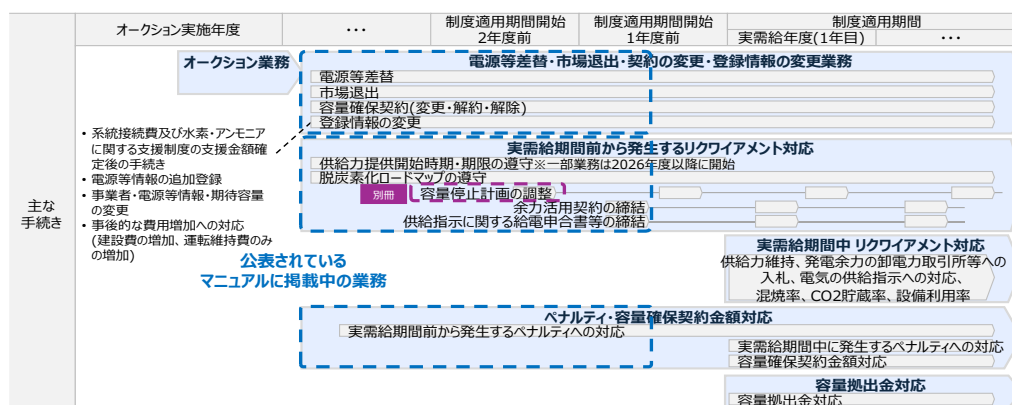 オークション実施年度
・・・
制度適用期間開始
2年度前
制度適用期間開始
1年度前
制度適用期間
実需給年度(1年目)
・・・
主な
手続き
オークション業務
電源等差替・市場退出・契約の変更・登録情報の変更業務
電源等差替
市場退出
容量確保契約(変更・解約・解除)
登録情報の変更
• 系統接続費及び水素・アンモニア
に関する支援制度の支援金額確
定後の手続き
• 電源等情報の追加登録
• 事業者・電源等情報・期待容量
の変更
• 事後的な費用増加への対応
(建設費の増加、運転維持費のみ
の増加)
実需給期間前から発生するリクワイアメント対応
供給力提供開始時期・期限の遵守※一部業務は2026年度以降に開始
脱炭素化ロードマップの遵守
別冊
容量停止計画の調整
余力活用契約の締結
供給指示に関する給電申合書等の締結
公表されている
マニュアルに掲載中の業務
実需給期間中 リクワイアメント対応
供給力維持、発電余力の卸電力取引所等への
入札、電気の供給指示への対応、
混焼率、CO2貯蔵率、設備利用率
ペナルティ・容量確保契約金額対応
実需給期間前から発生するペナルティへの対応
実需給期間中に発生するペナルティへの対応
容量確保契約金額対応
容量拠出金対応
容量拠出金対応